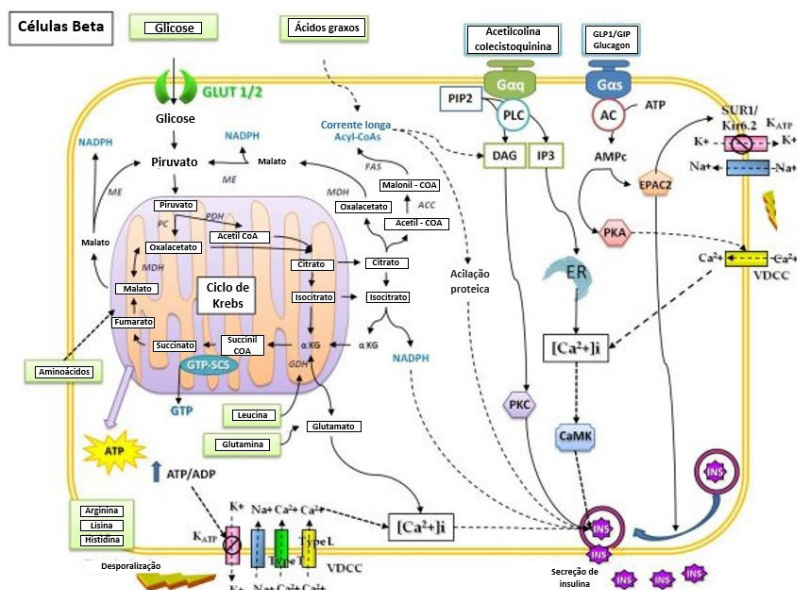 Células Beta
Glicose
Ácidos graxos
Acetilcolina
colecistoquinina
GLP1/GIP
Glucagon
GLUT 1/2
Gαq
Gαs
PIP2
PLC
AC
ATP
SUR1/
Kir6.2
KATP
K+
K+
Na+
Na+
Glicose
NADPH
NADPH
Corrente longa
Acyl-CoAs
DAG
IP3
AMPc
EPAC2
Piruvato
Malato
FAS
Malonil - COA
ME
ME
MDH
ACC
Oxalacetato
Acetil - COA
Piruvato
PC
PDH
Acetil CoA
Oxalacetato
PKA
Malato
MDH
Citrato
Citrato
Acilação
proteica
ER
Ca²⁺
Ca²⁺
VDCC
Malato
Ciclo de
Krebs
Isocitrato
Isocitrato
Fumarato
Succinato
Succinil
COA
α KG
α KG
[Ca²⁺]i
NADPH
GTP-SCS
GDH
Aminoácidos
GTP
Leucina
PKC
Glutamina
Glutamato
CaMK
ATP
ATP/ADP
INS
Arginina
Lisina
Histidina
K+
Na+
Ca²⁺
Ca²⁺
[Ca²⁺]i
INS
KATP
Type L
Type T
VDCC
Desporalização
K+
Na+
Ca²⁺
Ca²⁺
Secreção de
insulina
INS
INS
INS
INS